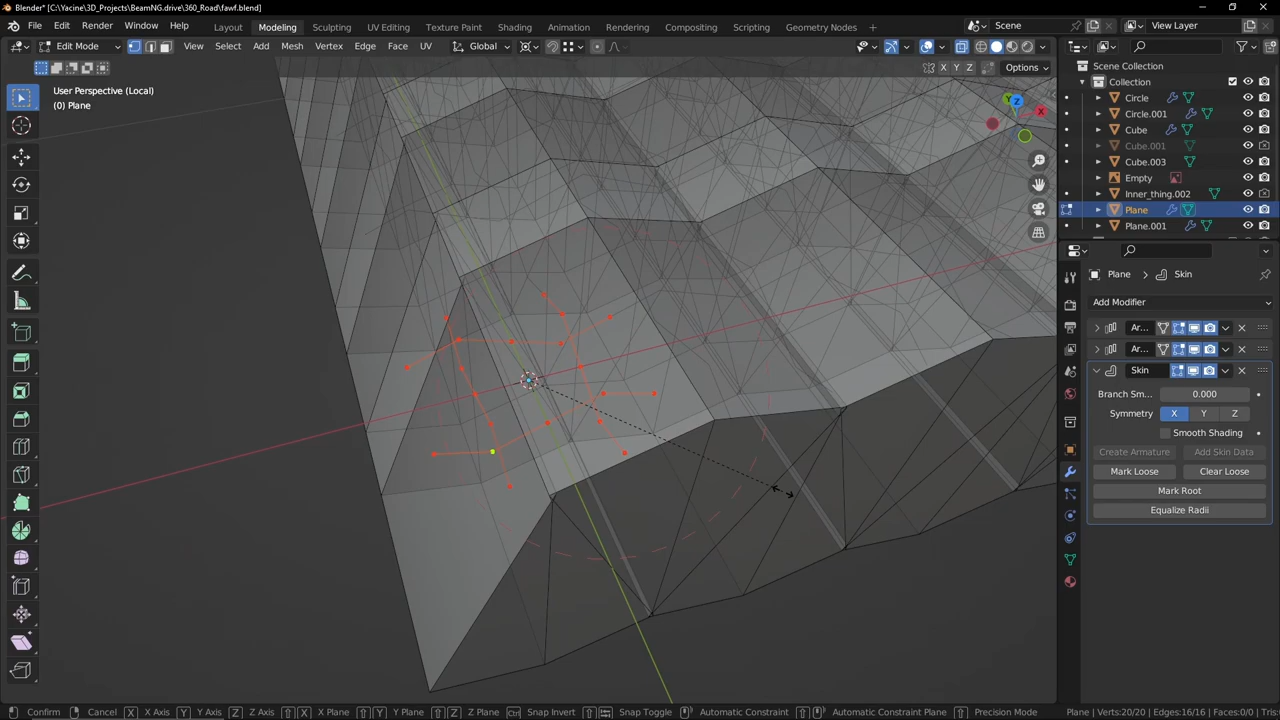 Blender* [C:\Yacine\3D_Projects\BeamNG.drive\360_Road\fawf.blend]
File Edit Render Window Help Layout Modeling Sculpting UV Editing Texture Paint Shading Animation Rendering Compositing Geometry Nodes Scene View Layer
Edit Mode View Select Add Mesh Vertex Edge Face UV Global
X Y Z Options
User Perspective (Local)
(0) Plane
Z
Y
X
Scene Collection
Collection
Circle
Circle.001
Cube
Cube.001
Cube.003
Empty
Inner_thing.002
Plane
Plane.001
Plane Skin
Add Modifier
Ar...
Ar...
Skin
Branch Sm... 0.000
Symmetry X Y Z
Smooth Shading
Create Armature Add Skin Data
Mark Loose Clear Loose
Mark Root
Equalize Radii
Confirm Cancel X X Axis Y Y Axis Z Z Axis X X Plane Y Y Plane Z Z Plane Ctrl Snap Invert Snap Toggle Automatic Constraint Automatic Constraint Plane Precision Mode Plane | Verts:20/20 | Edges:16/16 | Faces:0/0 | Tris